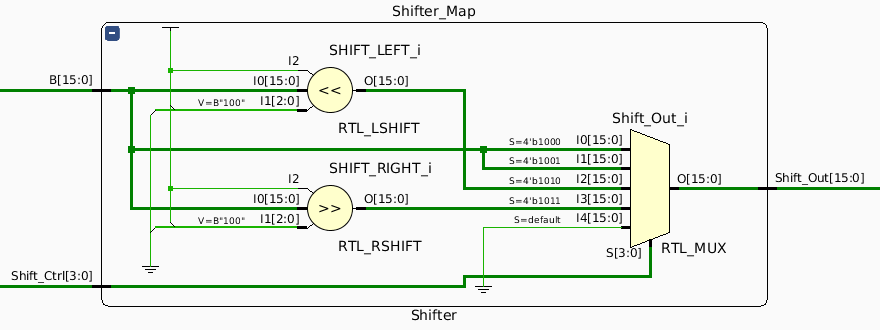 Shifter_Map
SHIFT_LEFT_i
I2
B[15:0]
I0[15:0]
<<
O[15:0]
V=B"100"
I1[2:0]
RTL_LSHIFT
Shift_Out_i
S=4'b1000
I0[15:0]
S=4'b1001
I1[15:0]
SHIFT_RIGHT_i
I2
S=4'b1010
I2[15:0]
O[15:0]
Shift_Out[15:0]
I0[15:0]
>>
O[15:0]
S=4'b1011
I3[15:0]
V=B"100"
I1[2:0]
S=default
I4[15:0]
RTL_RSHIFT
S[3:0]
RTL_MUX
Shift_Ctrl[3:0]
Shifter